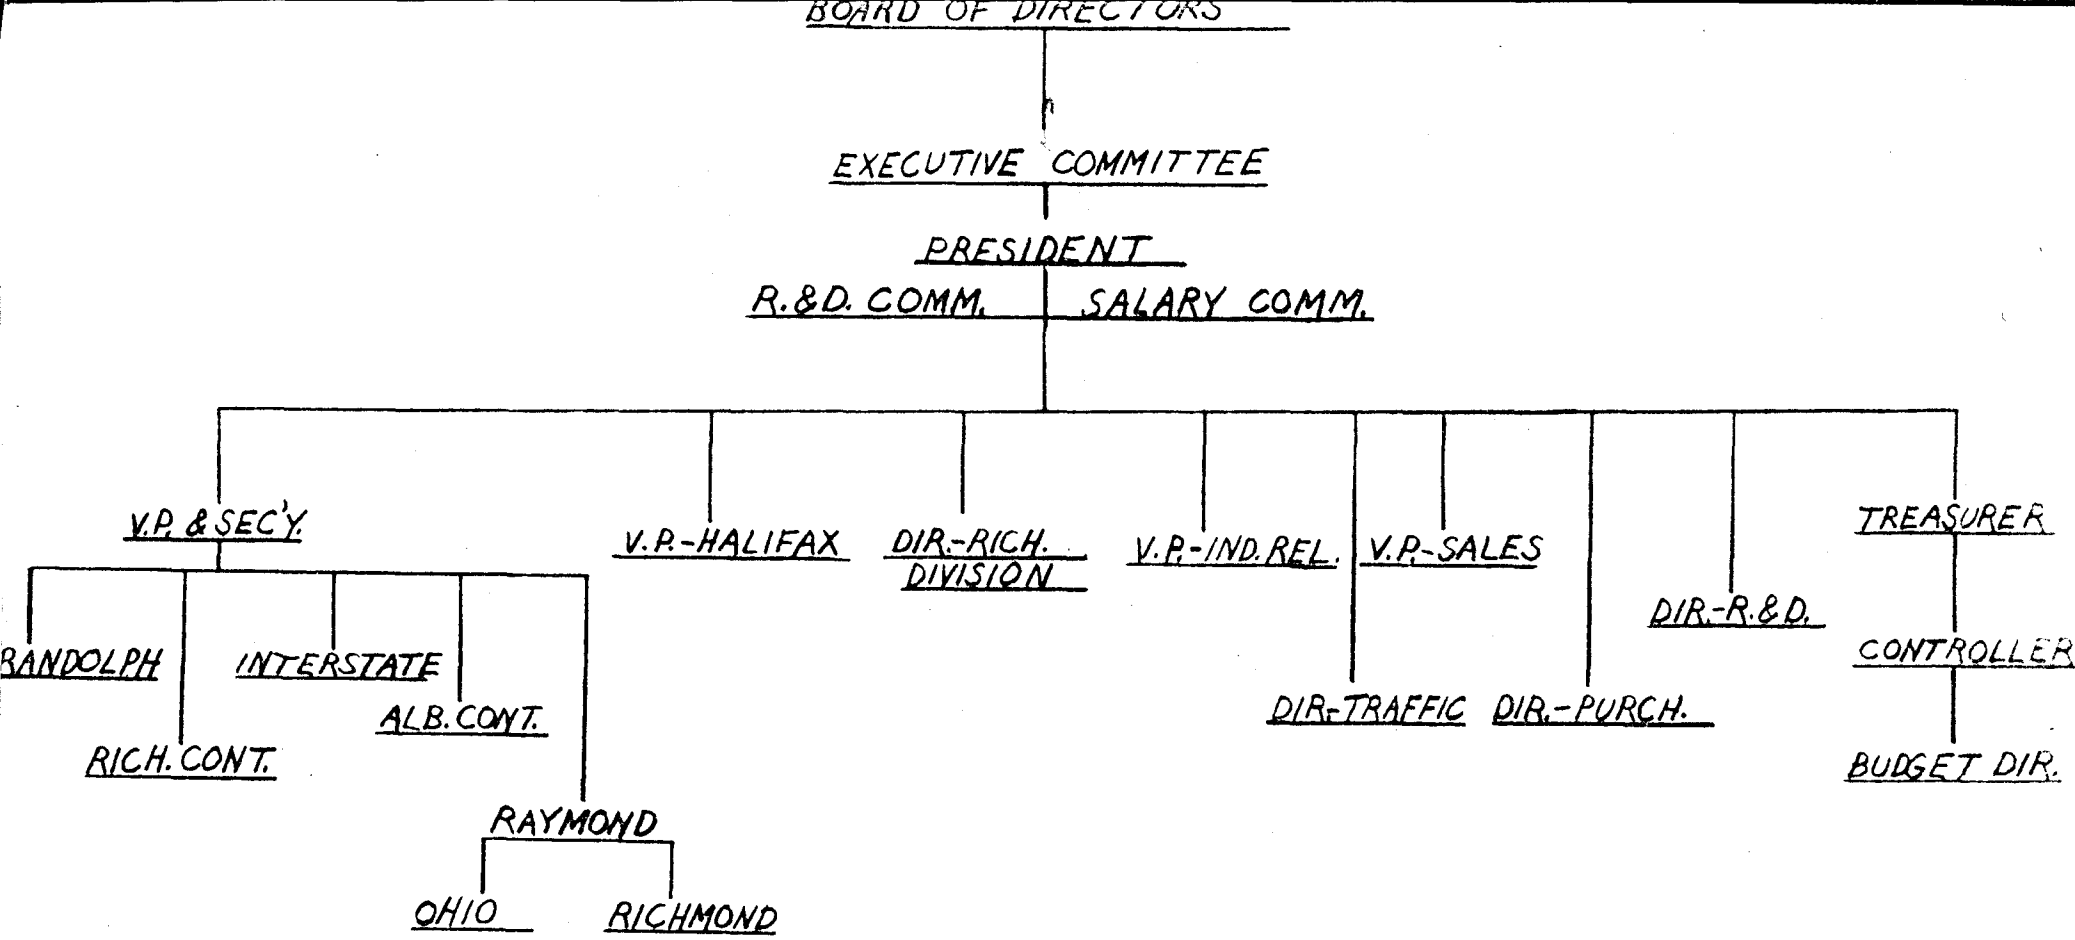 BOARD OF DIRECTORS
EXECUTIVE COMMITTEE
PRESIDENT
R.&D. COMM. SALARY COMM.
V.P. & SEC'Y.
V.P.-HALIFAX
DIR.-RICH.
DIVISION
V.P.-IND.REL.
V.P.-SALES
TREASURER
DIR.-R.&D.
RANDOLPH
INTERSTATE
CONTROLLER
ALB.CONT.
DIR-TRAFFIC
DIR.-PURCH.
RICH.CONT.
BUDGET DIR.
RAYMOND
OHIO
RICHMOND